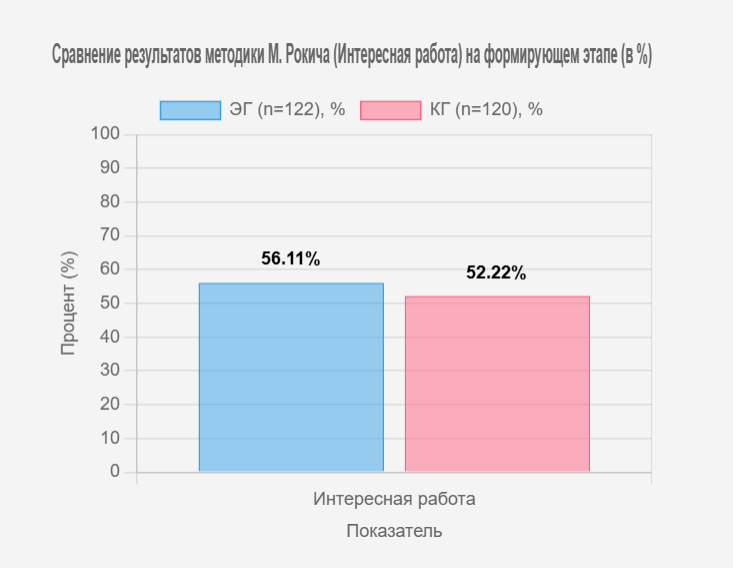 Сравнение результатов методики М. Рокича (Интересная работа) на формирующем этапе (в %)
ЭГ (n=122), % КГ (n=120), %
100
90
80
70
60
50
40
30
20
10
0
Процент (%)
56.11%
52.22%
Интересная работа
Показатель